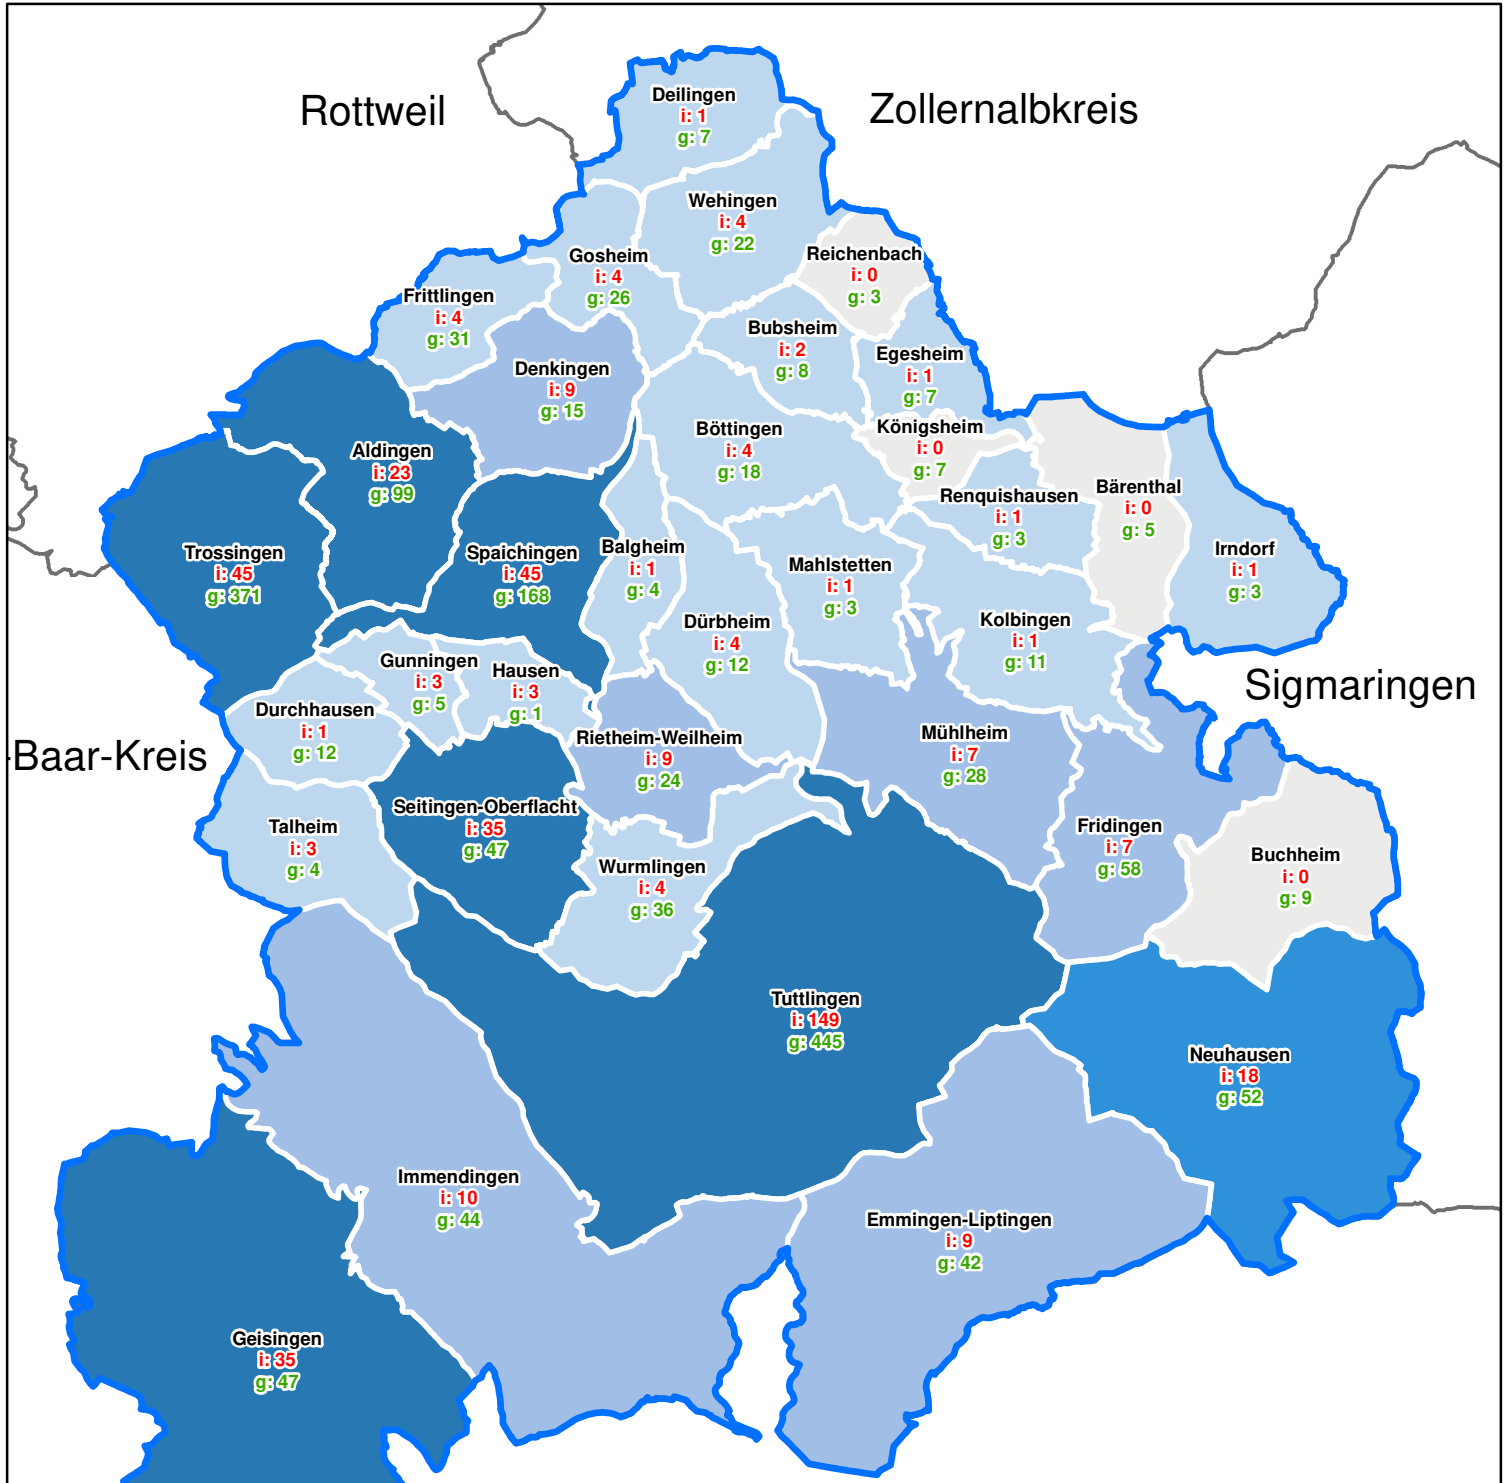 Rottweil
Zollernalbkreis
Deilingen
i: 1
g: 7
Wehingen
i: 4
g: 22
Gosheim
i: 4
g: 26
Reichenbach
i: 0
g: 3
Frittlingen
i: 4
g: 31
Bubsheim
i: 2
g: 8
Egesheim
i: 1
g: 7
Denkingen
i: 9
g: 15
Böttingen
i: 4
g: 18
Königsheim
i: 0
g: 7
Aldingen
i: 23
g: 99
Renquishausen
i: 1
g: 3
Bärenthal
i: 0
g: 5
Irndorf
i: 1
g: 3
Trossingen
i: 45
g: 371
Spaichingen
i: 45
g: 168
Balgheim
i: 1
g: 4
Mahlstetten
i: 1
g: 3
Dürbheim
i: 4
g: 12
Kolbingen
i: 1
g: 11
Gunningen
i: 3
g: 5
Hausen
i: 3
g: 1
Sigmaringen
Durchhausen
i: 1
g: 12
-Baar-Kreis
Rietheim-Weilheim
i: 9
g: 24
Mühlheim
i: 7
g: 28
Seitingen-Oberflacht
i: 35
g: 47
Talheim
i: 3
g: 4
Fridingen
i: 7
g: 58
Buchheim
i: 0
g: 9
Wurmlingen
i: 4
g: 36
Tuttlingen
i: 149
g: 445
Neuhausen
i: 18
g: 52
Immendingen
i: 10
g: 44
Emmingen-Liptingen
i: 9
g: 42
Geisingen
i: 35
g: 47